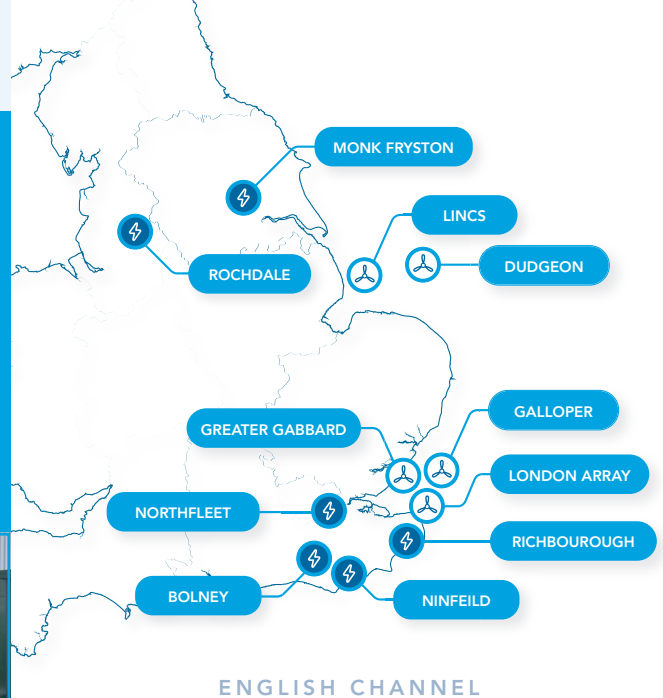 MONK FRYSTON
LINCS
DUDGEON
ROCHDALE
GALLOPER
GREATER GABBARD
LONDON ARRAY
NORTHFLEET
RICHBOUROUGH
BOLNEY
NINFEILD
ENGLISH CHANNEL